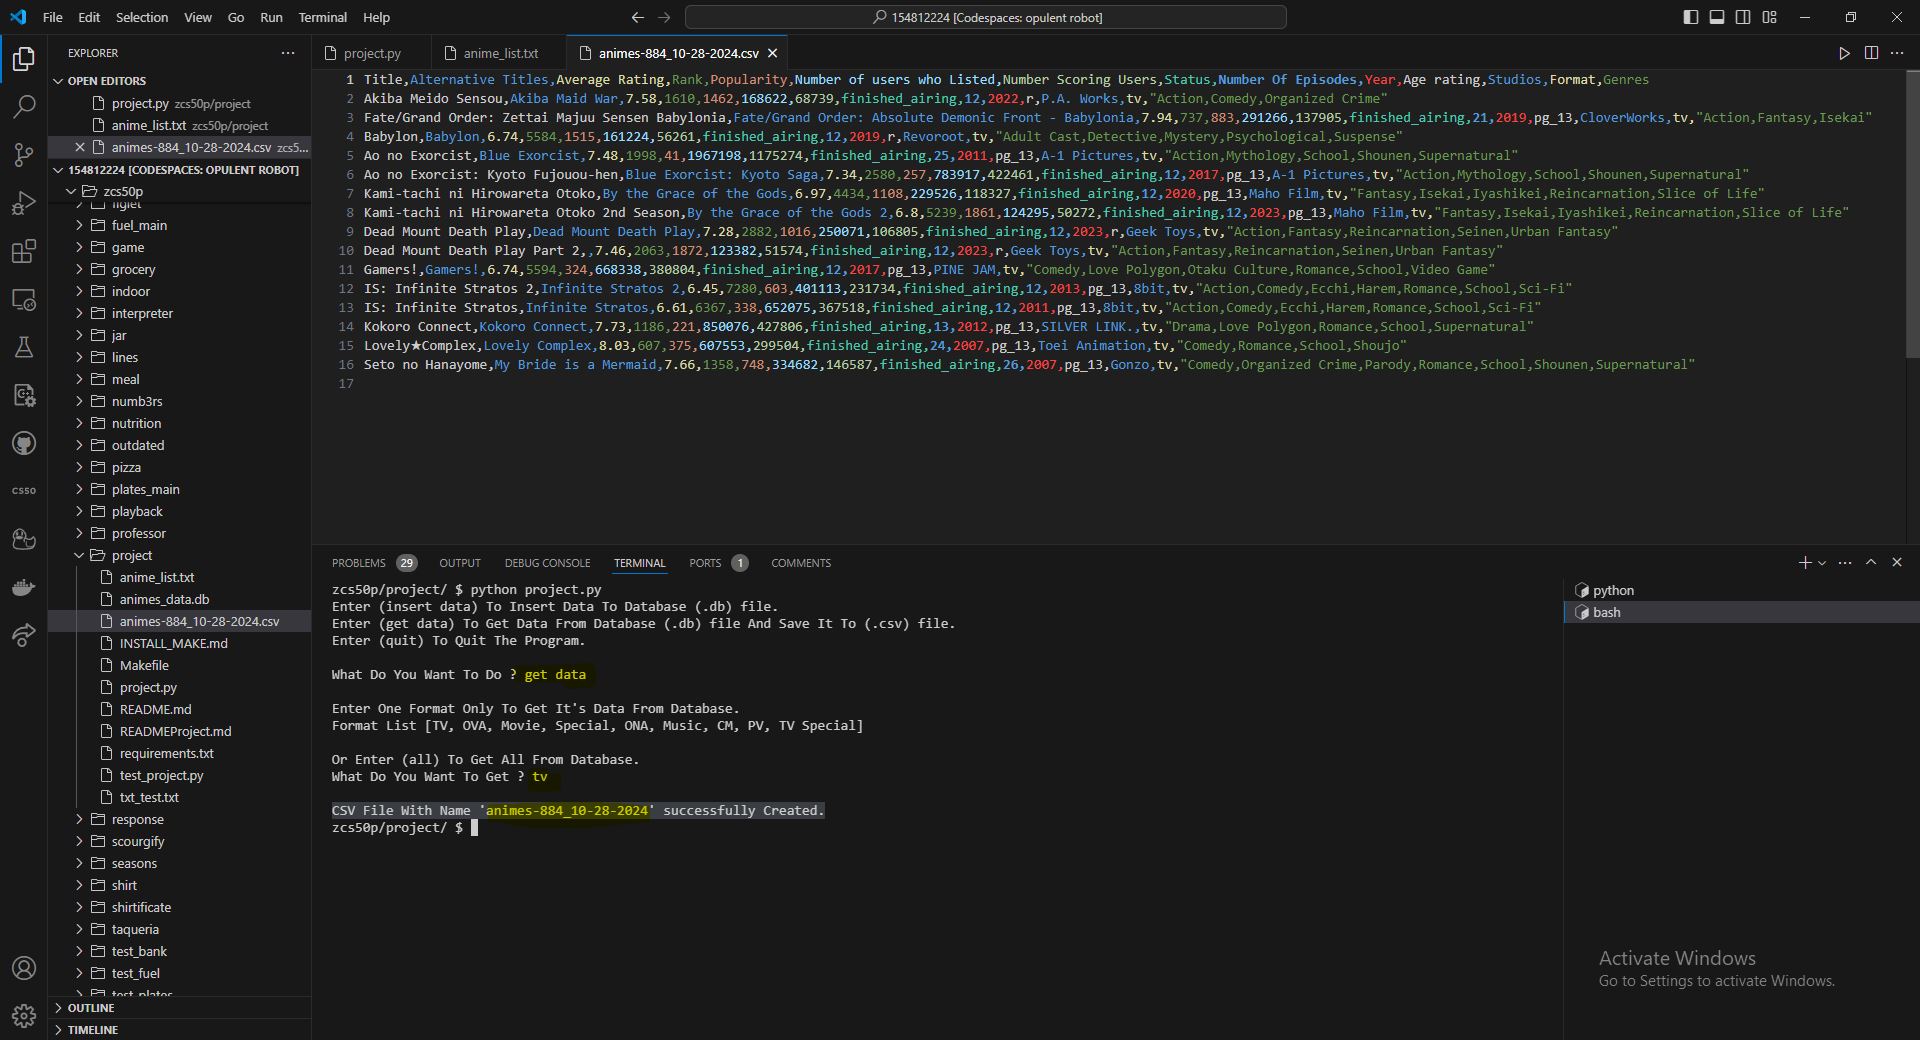 File Edit Selection View Go Run Terminal Help
154812224 [Codespaces: opulent robot]
EXPLORER
OPEN EDITORS
project.py zcs50p/project
anime_list.txt zcs50p/project
animes-884_10-28-2024.csv zcs5...
154812224 [CODESPACES: OPULENT ROBOT]
zcs50p
figlet
fuel_main
game
grocery
indoor
interpreter
jar
lines
meal
numb3rs
nutrition
outdated
pizza
plates_main
playback
professor
project
anime_list.txt
animes_data.db
animes-884_10-28-2024.csv
INSTALL_MAKE.md
Makefile
project.py
README.md
READMEProject.md
requirements.txt
test_project.py
txt_test.txt
response
scourgify
seasons
shirt
shirtificate
taqueria
test_bank
test_fuel
test_plates
OUTLINE
TIMELINE
CS50
project.py anime_list.txt animes-884_10-28-2024.csv
1 Title,Alternative Titles,Average Rating,Rank,Popularity,Number of users who Listed,Number Scoring Users,Status,Number Of Episodes,Year,Age rating,Studios,Format,Genres
2 Akiba Meido Sensou,Akiba Maid War,7.58,1610,1462,168622,68739,finished_airing,12,2022,r,P.A. Works,tv,"Action,Comedy,Organized Crime"
3 Fate/Grand Order: Zettai Majuu Sensen Babylonia,Fate/Grand Order: Absolute Demonic Front - Babylonia,7.94,737,883,291266,137905,finished_airing,21,2019,pg_13,CloverWorks,tv,"Action,Fantasy,Isekai"
4 Babylon,Babylon,6.74,5584,1515,161224,56261,finished_airing,12,2019,r,Revoroot,tv,"Adult Cast,Detective,Mystery,Psychological,Suspense"
5 Ao no Exorcist,Blue Exorcist,7.48,1998,41,1967198,1175274,finished_airing,25,2011,pg_13,A-1 Pictures,tv,"Action,Mythology,School,Shounen,Supernatural"
6 Ao no Exorcist: Kyoto Fujouou-hen,Blue Exorcist: Kyoto Saga,7.34,2580,257,783917,422461,finished_airing,12,2017,pg_13,A-1 Pictures,tv,"Action,Mythology,School,Shounen,Supernatural"
7 Kami-tachi ni Hirowareta Otoko,By the Grace of the Gods,6.97,4434,1108,229526,118327,finished_airing,12,2020,pg_13,Maho Film,tv,"Fantasy,Isekai,Iyashikei,Reincarnation,Slice of Life"
8 Kami-tachi ni Hirowareta Otoko 2nd Season,By the Grace of the Gods 2,6.8,5239,1861,124295,50272,finished_airing,12,2023,pg_13,Maho Film,tv,"Fantasy,Isekai,Iyashikei,Reincarnation,Slice of Life"
9 Dead Mount Death Play,Dead Mount Death Play,7.28,2882,1016,250071,106805,finished_airing,12,2023,r,Geek Toys,tv,"Action,Fantasy,Reincarnation,Seinen,Urban Fantasy"
10 Dead Mount Death Play Part 2,,7.46,2063,1872,123382,51574,finished_airing,12,2023,r,Geek Toys,tv,"Action,Fantasy,Reincarnation,Seinen,Urban Fantasy"
11 Gamers!,Gamers!,6.74,5594,324,668338,380804,finished_airing,12,2017,pg_13,PINE JAM,tv,"Comedy,Love Polygon,Otaku Culture,Romance,School,Video Game"
12 IS: Infinite Stratos 2,Infinite Stratos 2,6.45,7280,603,401113,231734,finished_airing,12,2013,pg_13,8bit,tv,"Action,Comedy,Ecchi,Harem,Romance,School,Sci-Fi"
13 IS: Infinite Stratos,Infinite Stratos,6.61,6367,338,652075,367518,finished_airing,12,2011,pg_13,8bit,tv,"Action,Comedy,Ecchi,Harem,Romance,School,Sci-Fi"
14 Kokoro Connect,Kokoro Connect,7.73,1186,221,850076,427806,finished_airing,13,2012,pg_13,SILVER LINK.,tv,"Drama,Love Polygon,Romance,School,Supernatural"
15 Lovely★Complex,Lovely Complex,8.03,607,375,607553,299504,finished_airing,24,2007,pg_13,Toei Animation,tv,"Comedy,Romance,School,Shoujo"
16 Seto no Hanayome,My Bride is a Mermaid,7.66,1358,748,334682,146587,finished_airing,26,2007,pg_13,Gonzo,tv,"Comedy,Organized Crime,Parody,Romance,School,Shounen,Supernatural"
17
PROBLEMS 29 OUTPUT DEBUG CONSOLE TERMINAL PORTS 1 COMMENTS
zcs50p/project/ $ python project.py
Enter (insert data) To Insert Data To Database (.db) file.
Enter (get data) To Get Data From Database (.db) file And Save It To (.csv) file.
Enter (quit) To Quit The Program.
What Do You Want To Do ? get data
Enter One Format Only To Get It's Data From Database.
Format List [TV, OVA, Movie, Special, ONA, Music, CM, PV, TV Special]
Or Enter (all) To Get All From Database.
What Do You Want To Get ? tv
CSV File With Name 'animes-884_10-28-2024' successfully Created.
zcs50p/project/ $
python
bash
Activate Windows
Go to Settings to activate Windows.